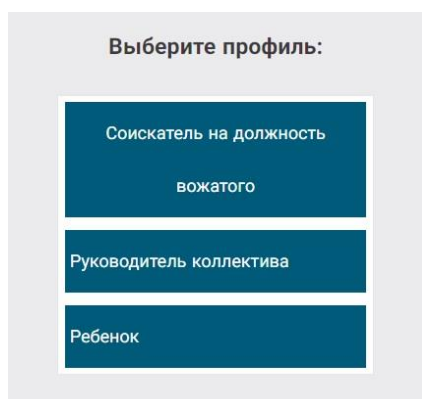 Выберите профиль:
Соискатель на должность
вожатого
Руководитель коллектива
Ребенок